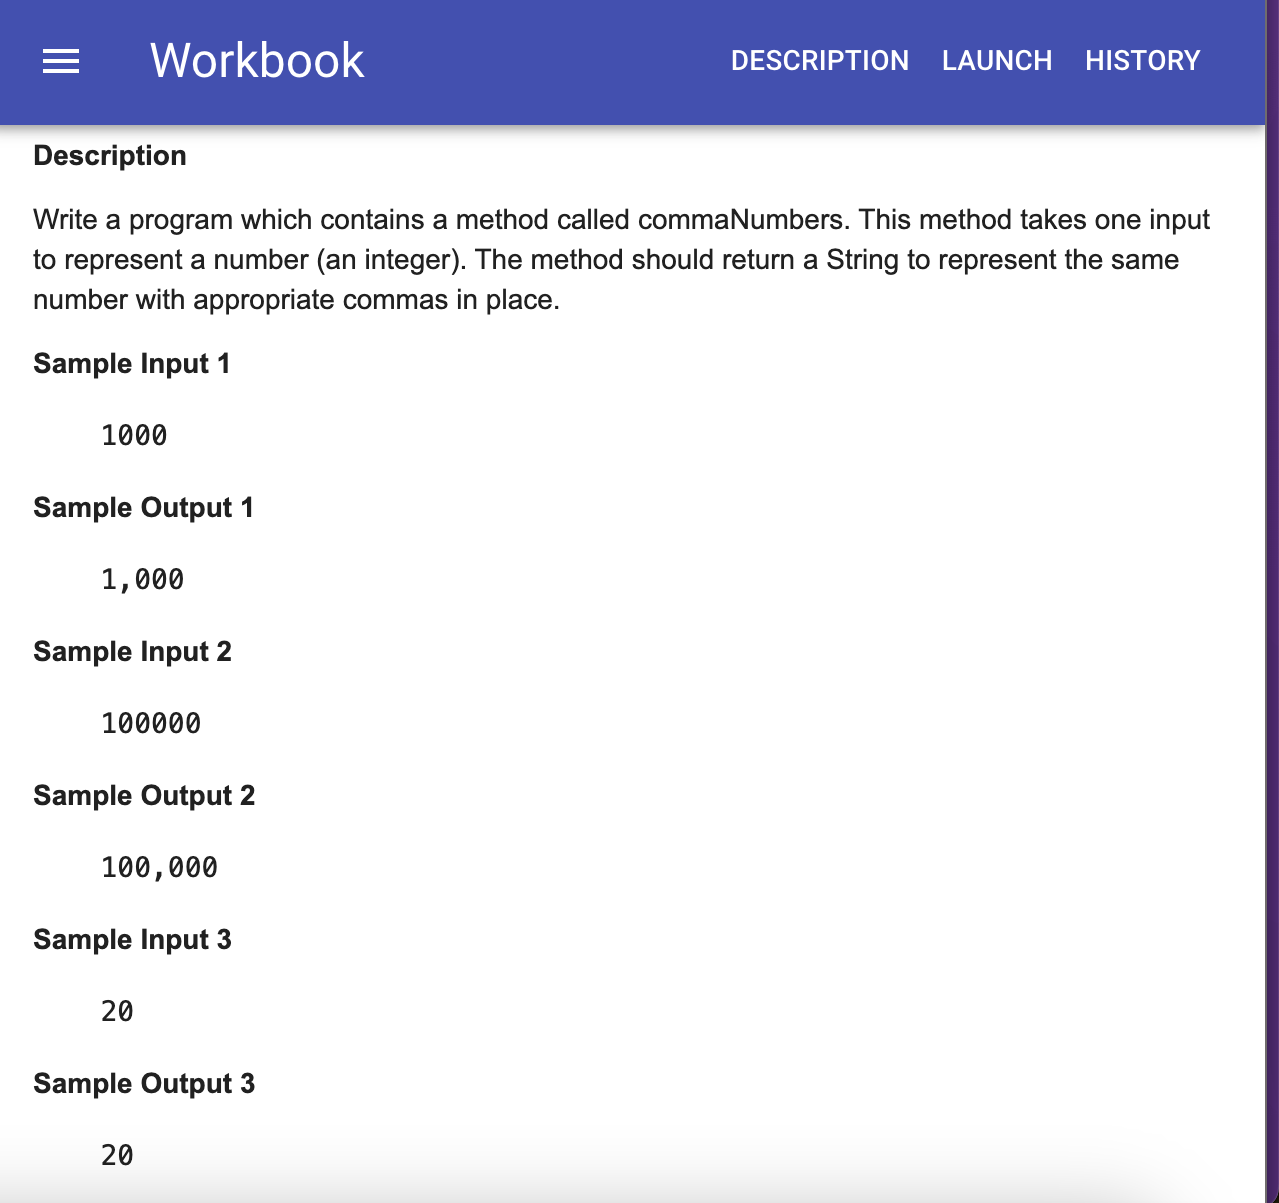 Workbook
DESCRIPTION LAUNCH HISTORY
Description
Write a program which contains a method called commaNumbers. This method takes one input
to represent a number (an integer). The method should return a String to represent the same
number with appropriate commas in place.
Sample Input 1
1000
Sample Output 1
1,000
Sample Input 2
100000
Sample Output 2
100,000
Sample Input 3
20
Sample Output 3
20